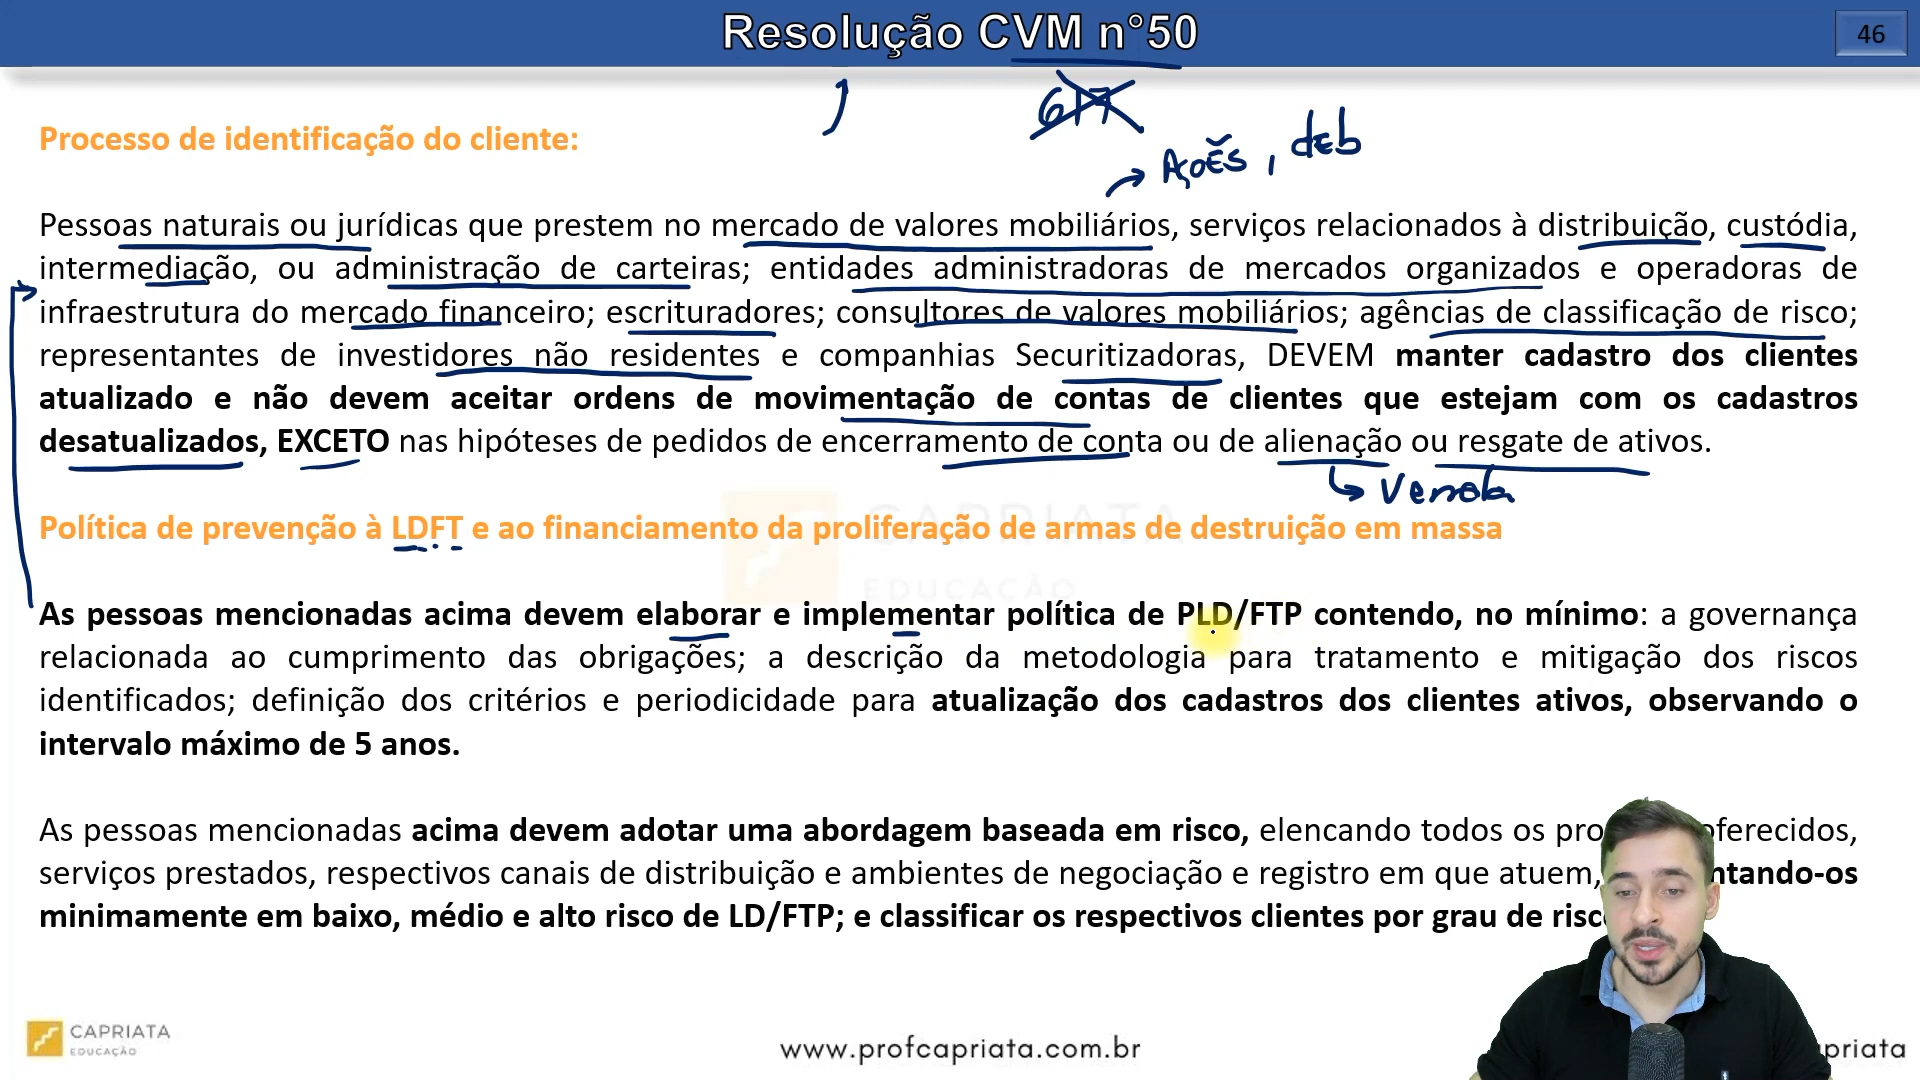 Resolução CVM n°50
46
617
Ações, deb
Processo de identificação do cliente:
Pessoas naturais ou jurídicas que prestem no mercado de valores mobiliários, serviços relacionados à distribuição, custódia,
intermediação, ou administração de carteiras; entidades administradoras de mercados organizados e operadoras de
infraestrutura do mercado financeiro; escrituradores; consultores de valores mobiliários; agências de classificação de risco;
representantes de investidores não residentes e companhias Securitizadoras, DEVEM manter cadastro dos clientes
atualizado e não devem aceitar ordens de movimentação de contas de clientes que estejam com os cadastros
desatualizados, EXCETO nas hipóteses de pedidos de encerramento de conta ou de alienação ou resgate de ativos.
Venda
CAPRIATA
EDUCAÇÃO
Política de prevenção à LDFT e ao financiamento da proliferação de armas de destruição em massa
As pessoas mencionadas acima devem elaborar e implementar política de PLD/FTP contendo, no mínimo: a governança
relacionada ao cumprimento das obrigações; a descrição da metodologia para tratamento e mitigação dos riscos
identificados; definição dos critérios e periodicidade para atualização dos cadastros dos clientes ativos, observando o
intervalo máximo de 5 anos.
As pessoas mencionadas acima devem adotar uma abordagem baseada em risco, elencando todos os oferecidos,
serviços prestados, respectivos canais de distribuição e ambientes de negociação e registro em que atuem, ntando-os
minimamente em baixo, médio e alto risco de LD/FTP; e classificar os respectivos clientes por grau de risc
CAPRIATA
EDUCAÇÃO
www.profcapriata.com.br
priata